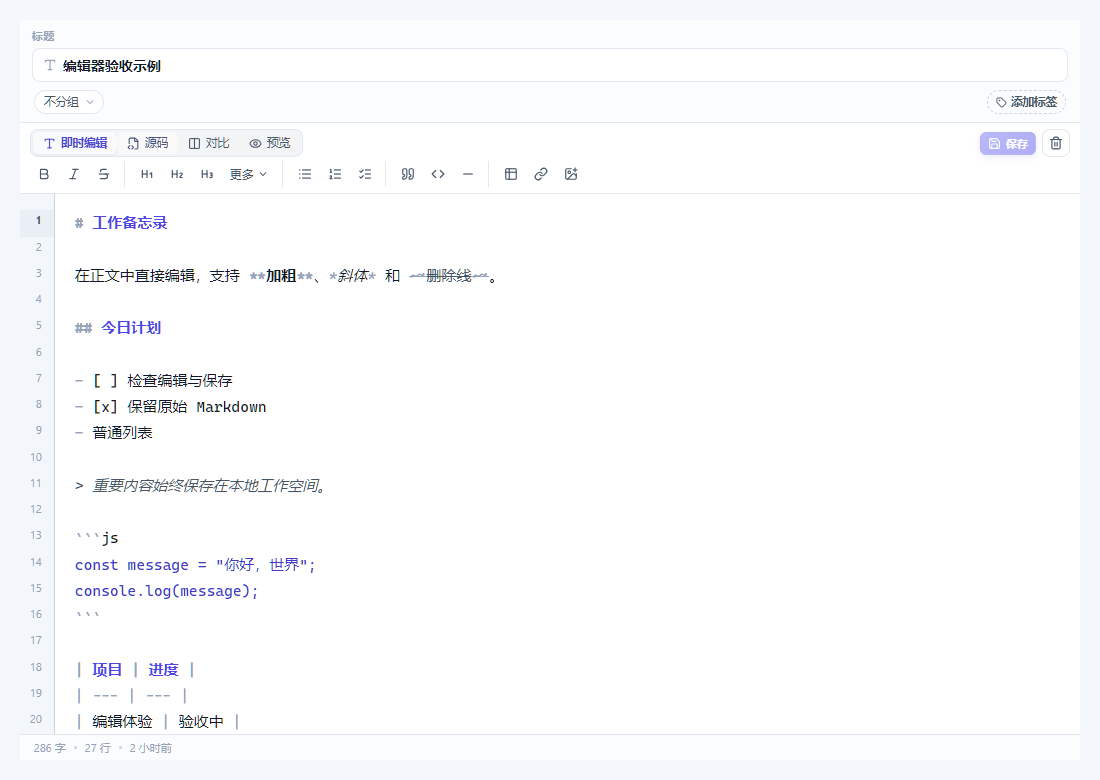 标题
编辑器验收示例
不分组
添加标签
即时编辑 源码 对比 预览
保存
B I S H1 H2 H3 更多
1 # 工作备忘录
2
3 在正文中直接编辑，支持 **加粗**、*斜体* 和 ~~删除线~~。
4
5 ## 今日计划
6
7 - [ ] 检查编辑与保存
8 - [x] 保留原始 Markdown
9 - 普通列表
10
11 > 重要内容始终保存在本地工作空间。
12
13 ```js
14 const message = "你好，世界";
15 console.log(message);
16 ```
17
18 | 项目 | 进度 |
19 | --- | --- |
20 | 编辑体验 | 验收中 |
286 字 • 27 行 • 2 小时前